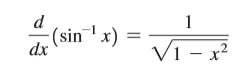 d/dx (sin⁻¹ x) = 1/√(1 − x²)